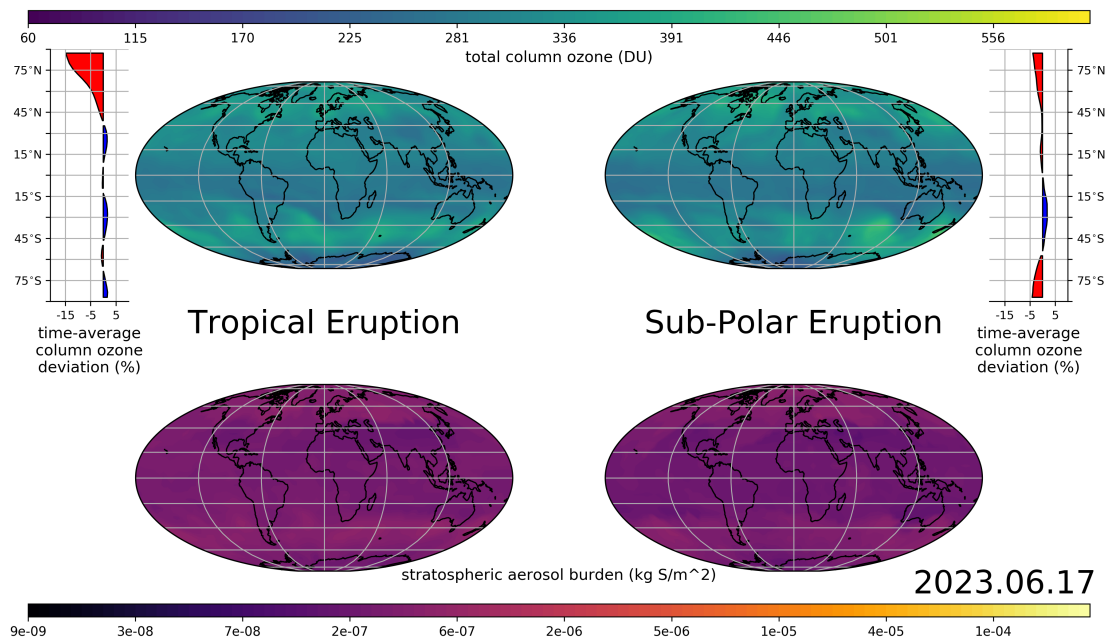 60 115 170 225 281 336 391 446 501 556
total column ozone (DU)
75°N
45°N
15°N
15°S
45°S
75°S
-15 -5 5
time-average
column ozone
deviation (%)
75°N
45°N
15°N
15°S
45°S
75°S
-15 -5 5
time-average
column ozone
deviation (%)
Tropical Eruption
Sub-Polar Eruption
stratospheric aerosol burden (kg S/m^2)
2023.06.17
9e-09 3e-08 7e-08 2e-07 6e-07 2e-06 5e-06 1e-05 4e-05 1e-04